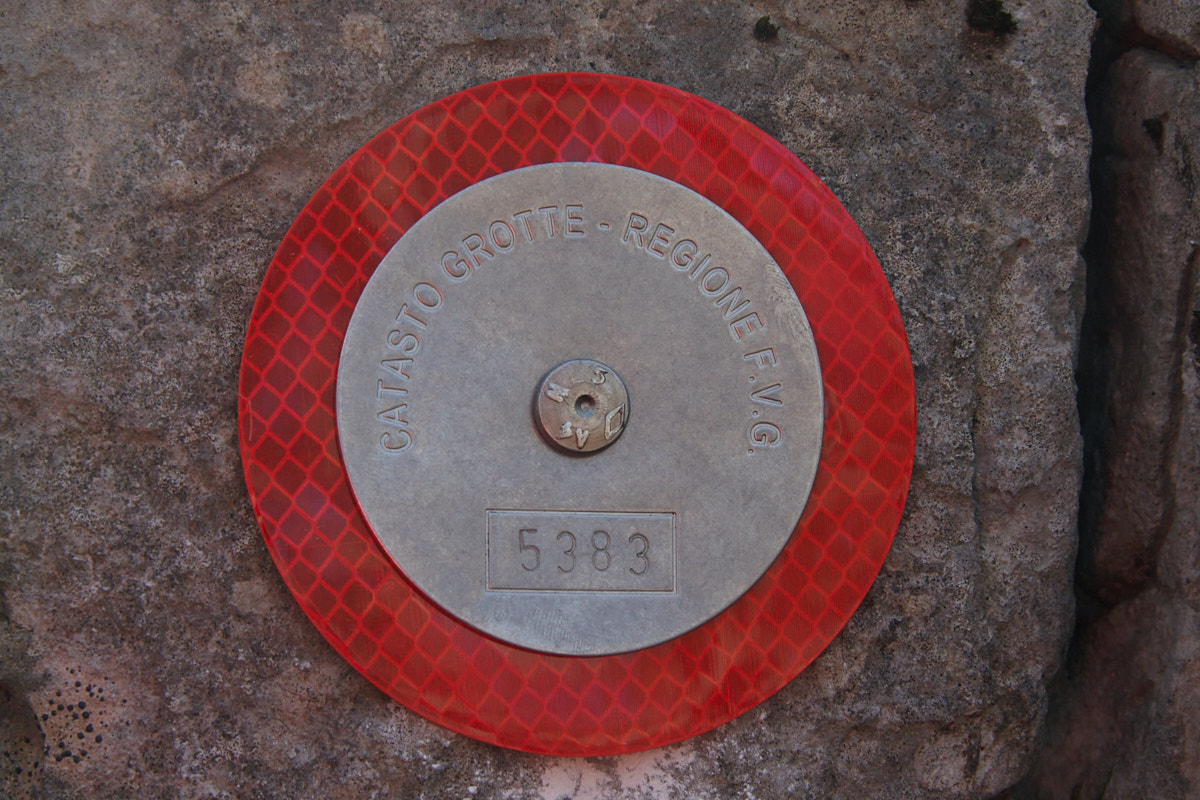 CATASTO GROTTE - REGIONE F.V.G.
5383